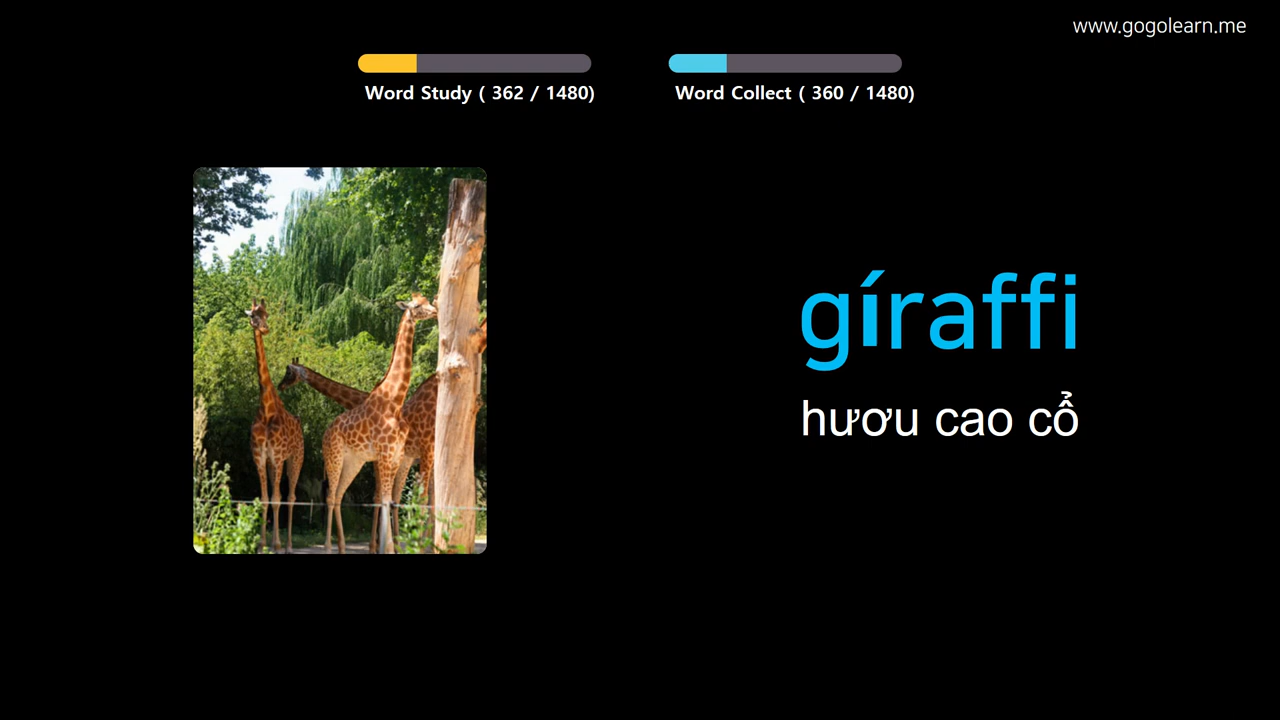 www.gogolearn.me
Word Study ( 362 / 1480)
Word Collect ( 360 / 1480)
gíraffi
hươu cao cổ